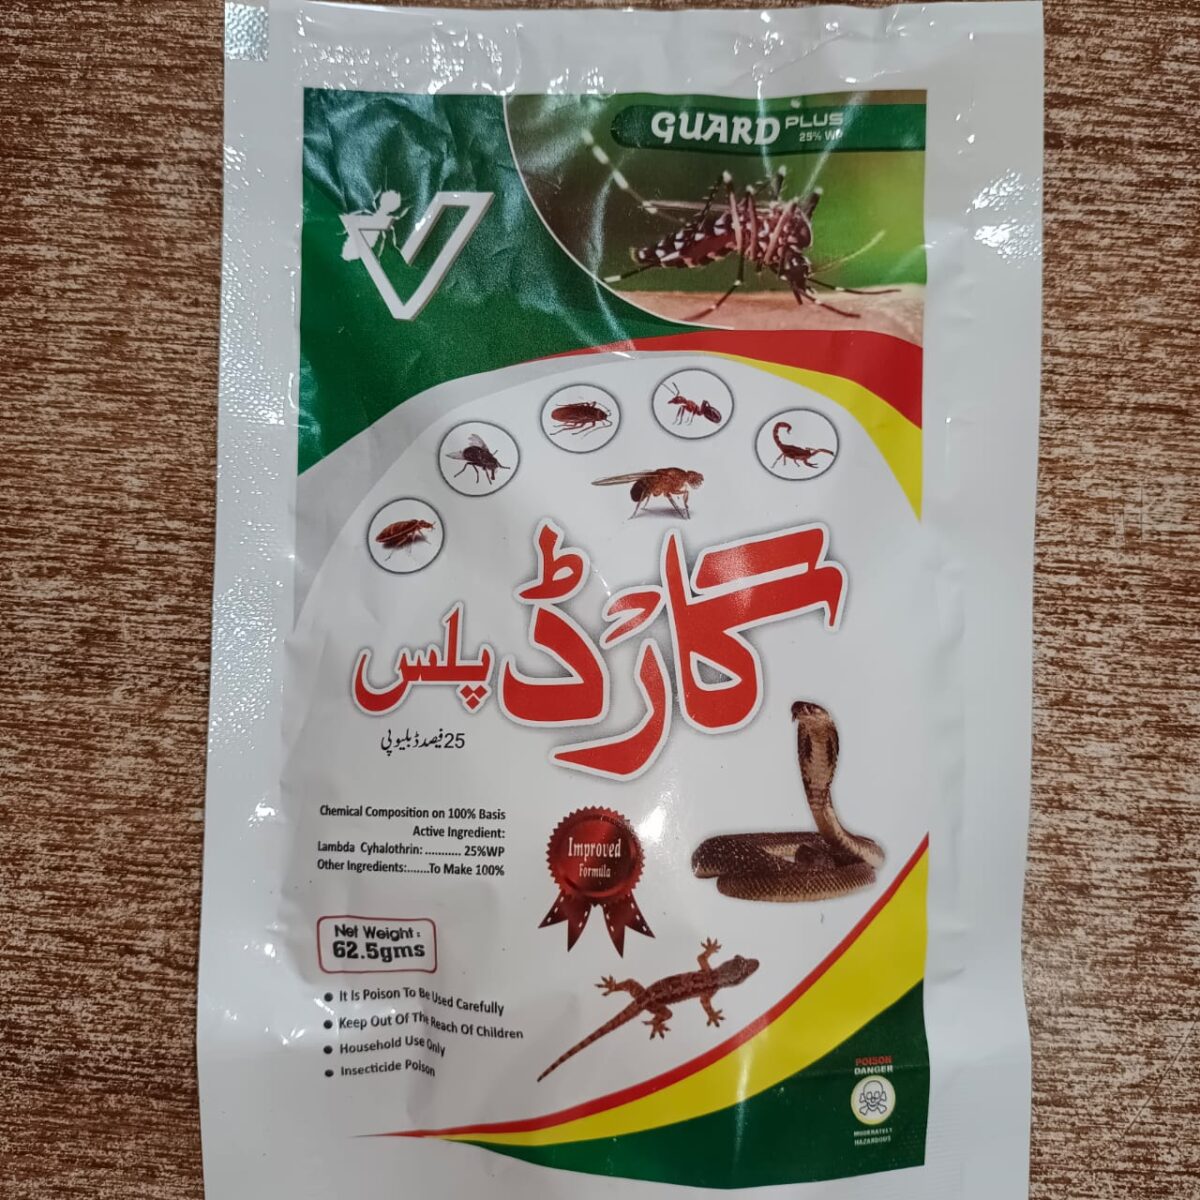 GUARD PLUS
25% WP
گارڈ پلس
25 فیصد ڈبلیو پی
Chemical Composition on 100% Basis
Active Ingredient:
Lambda Cyhalothrin: ........... 25%WP
Other Ingredients:.......To Make 100%
Improved
Formula
Net Weight:
62.5gms
It Is Poison To Be Used Carefully
Keep Out Of The Reach Of Children
Household Use Only
Insecticide Poison
POISON
DANGER
MODERATELY
HAZARDOUS